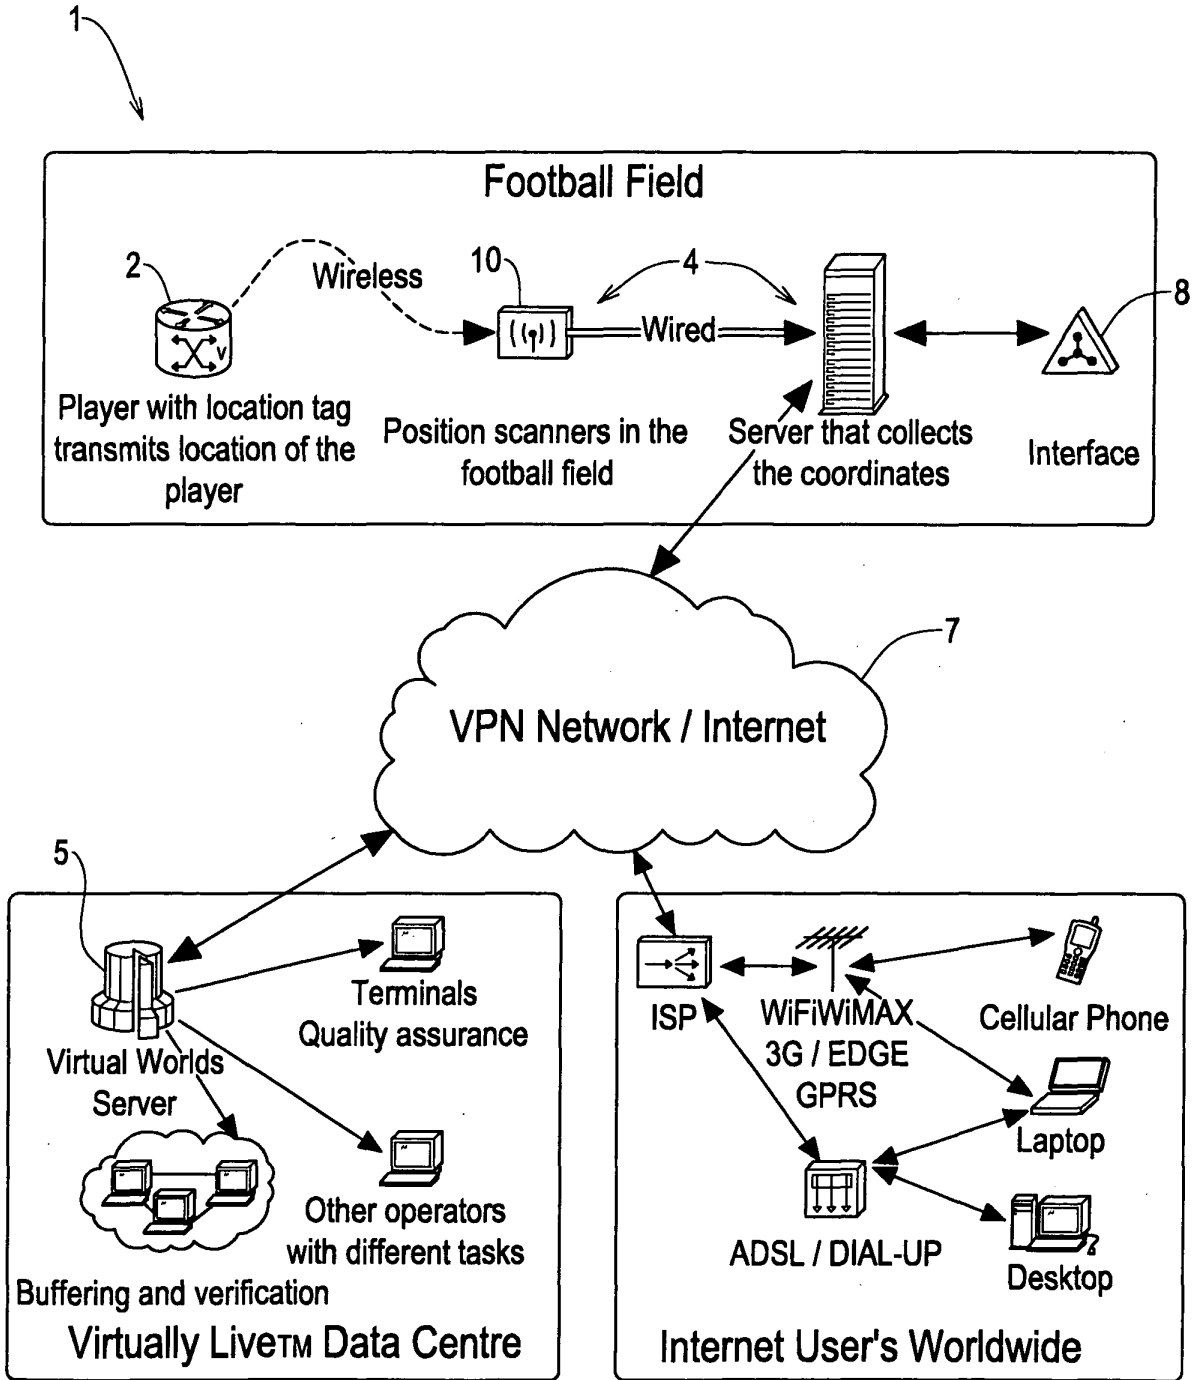 1
Football Field
2
Wireless
10
4
8
Wired
V
Player with location tag
transmits location of the
player
Position scanners in the
football field
Server that collects
the coordinates
Interface
7
VPN Network / Internet
5
Terminals
Quality assurance
Virtual Worlds
Server
Other operators
with different tasks
Buffering and verification
Virtually Live™ Data Centre
ISP
WiFiWiMAX
3G / EDGE
GPRS
Cellular Phone
Laptop
ADSL / DIAL-UP
Desktop
Internet User's Worldwide